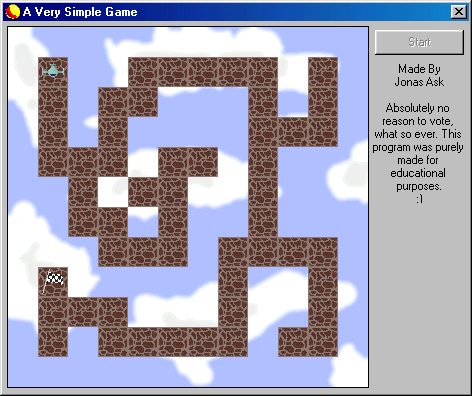 A Very Simple Game
Start
Made By
Jonas Ask
Absolutely no
reason to vote,
what so ever. This
program was purely
made for
educational
purposes.
:)